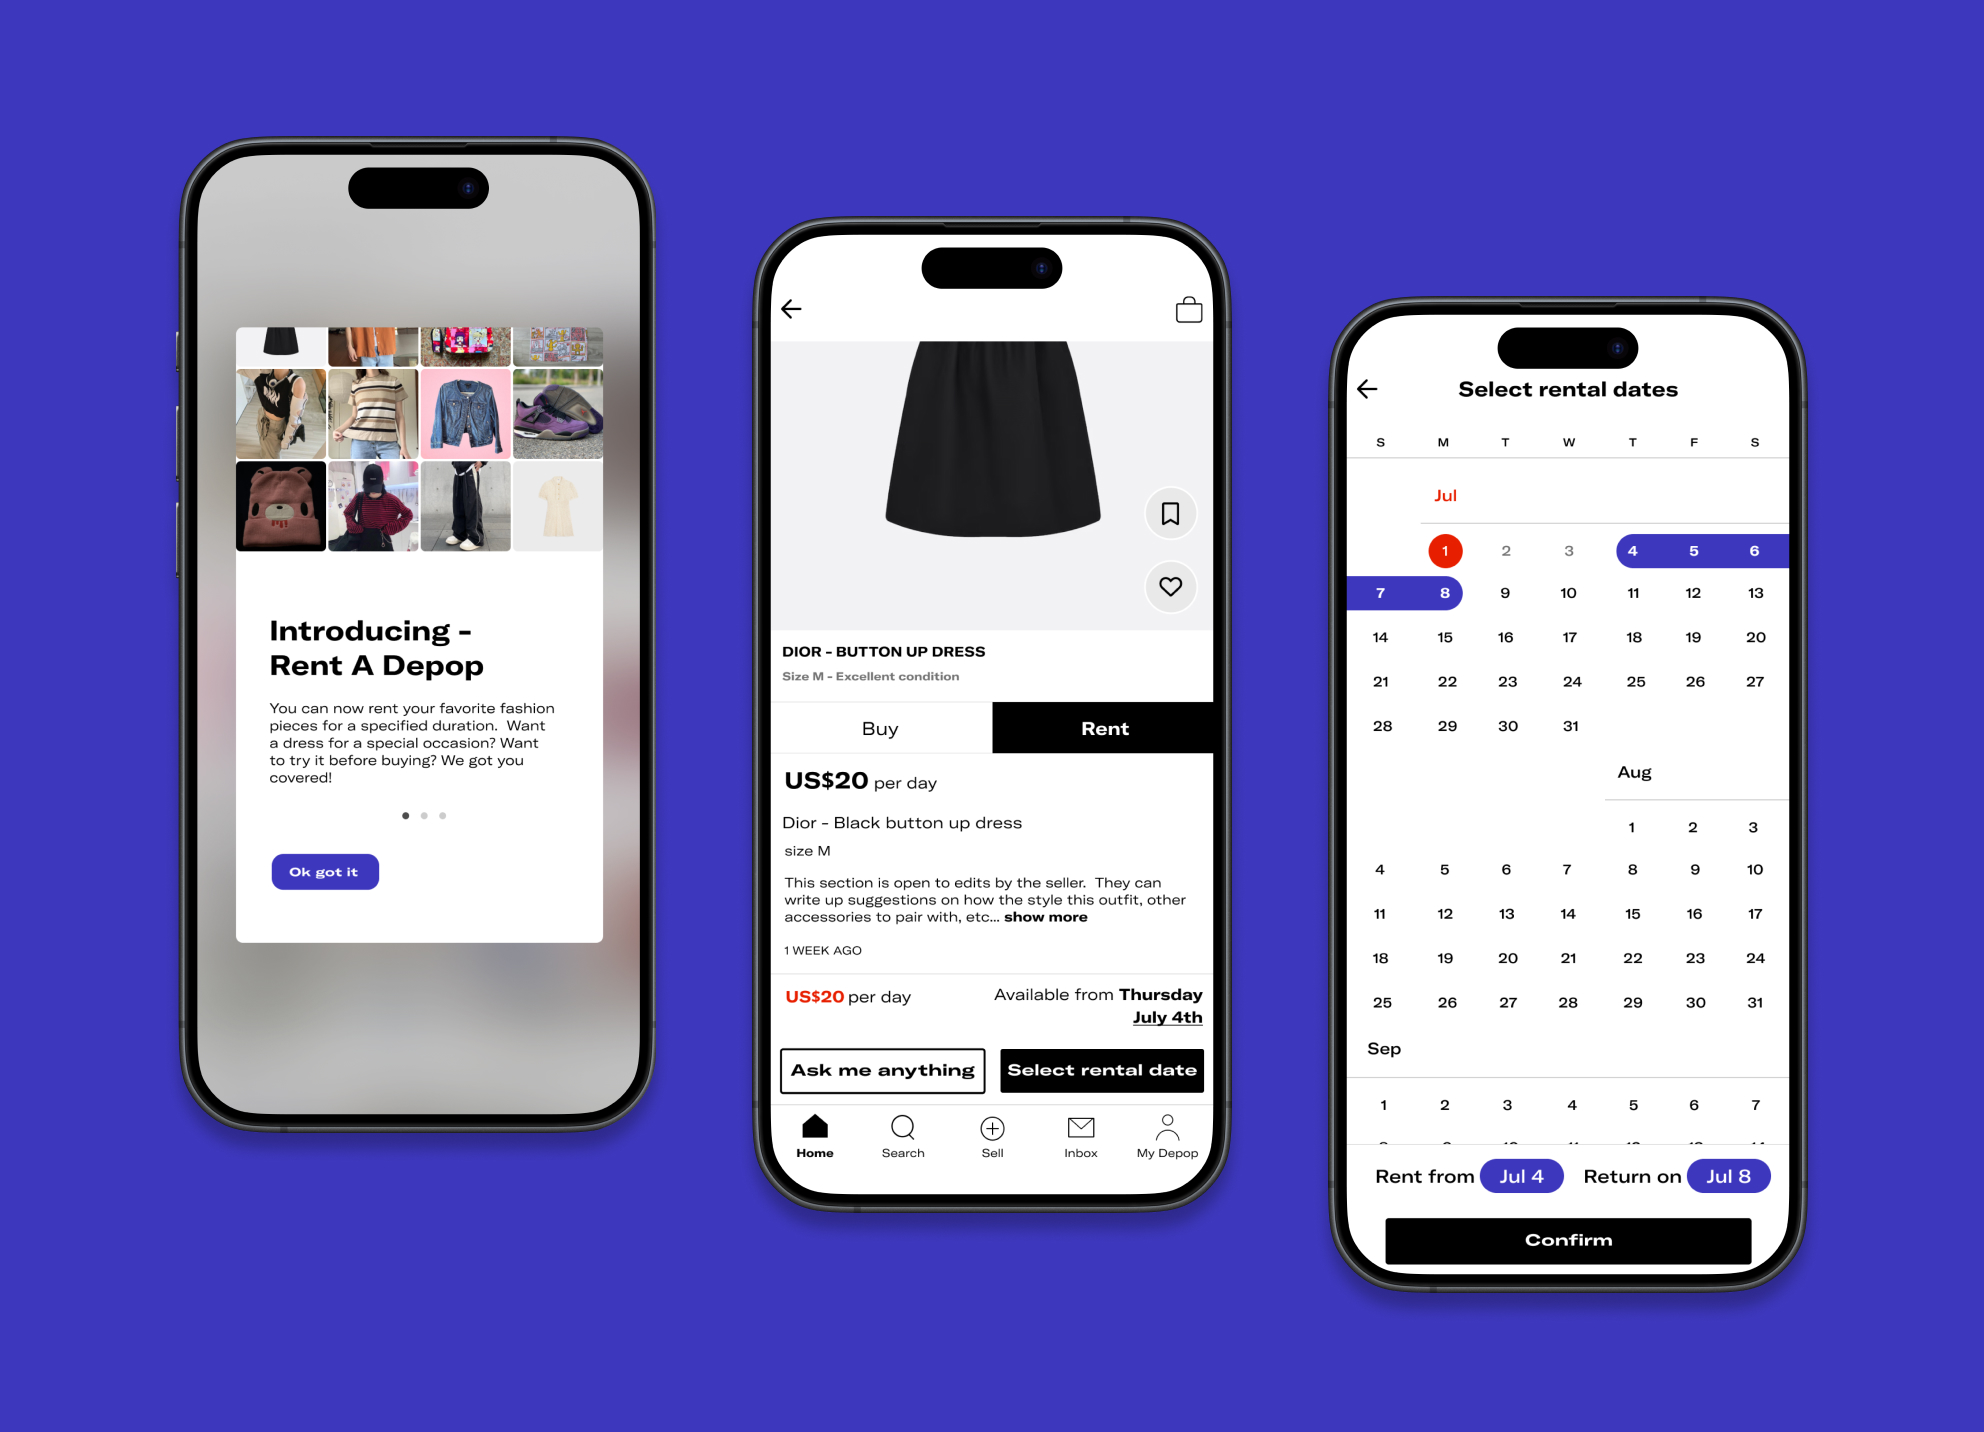 Introducing -
Rent A Depop
You can now rent your favorite fashion
pieces for a specified duration.  Want
a dress for a special occasion? Want
to try it before buying? We got you
covered!
Ok got it
DIOR - BUTTON UP DRESS
Size M - Excellent condition
Buy Rent
US$20 per day
Dior - Black button up dress
size M
This section is open to edits by the seller.  They can
write up suggestions on how the style this outfit, other
accessories to pair with, etc... show more
1 WEEK AGO
US$20 per day Available from Thursday
July 4th
Ask me anything Select rental date
Home Search Sell Inbox My Depop
Select rental dates
S M T W T F S
Jul
1 2 3 4 5 6
7 8 9 10 11 12 13
14 15 16 17 18 19 20
21 22 23 24 25 26 27
28 29 30 31
Aug
1 2 3
4 5 6 7 8 9 10
11 12 13 14 15 16 17
18 19 20 21 22 23 24
25 26 27 28 29 30 31
Sep
1 2 3 4 5 6 7
Rent from Jul 4 Return on Jul 8
Confirm